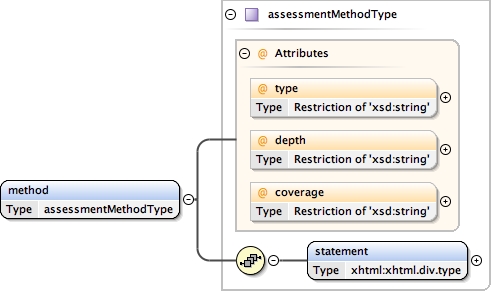 assessmentMethodType
@ Attributes
@ type
Type Restriction of 'xsd:string'
@ depth
Type Restriction of 'xsd:string'
@ coverage
Type Restriction of 'xsd:string'
method
Type assessmentMethodType
statement
Type xhtml:xhtml.div.type